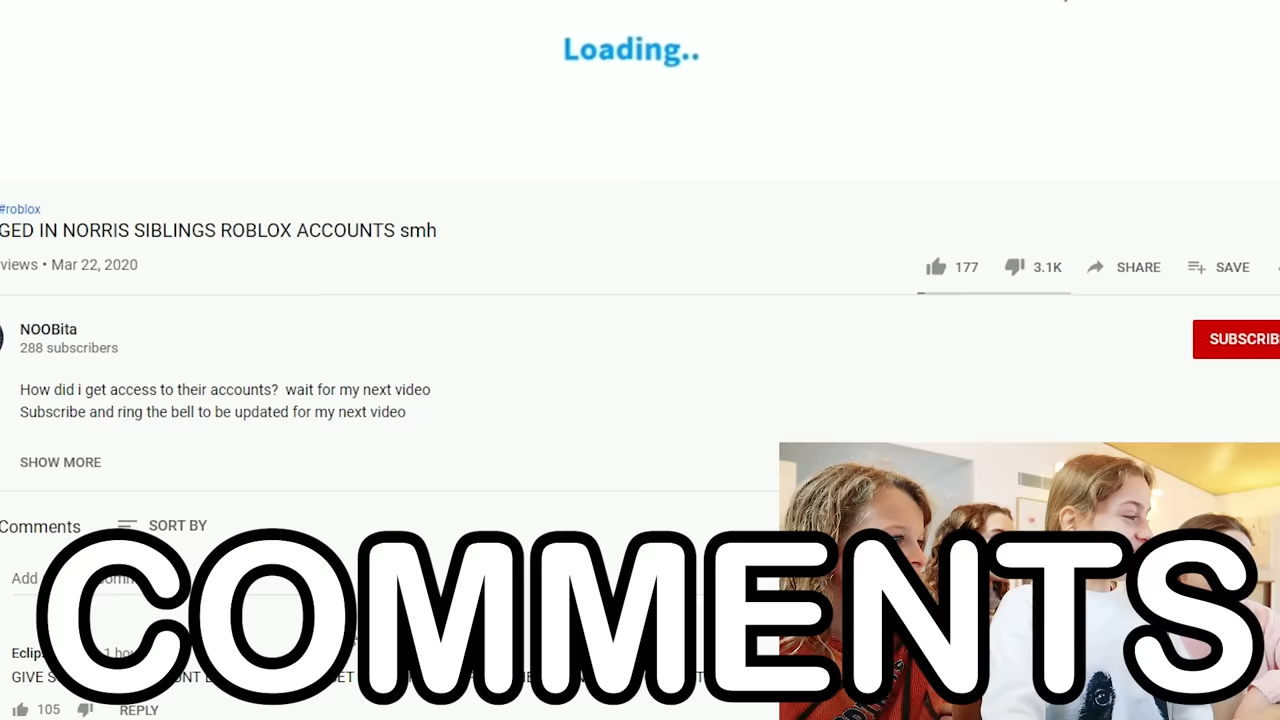 Loading..
#roblox
GED IN NORRIS SIBLINGS ROBLOX ACCOUNTS smh
views • Mar 22, 2020
177 3.1K SHARE SAVE
NOOBita
288 subscribers
SUBSCRIB
How did i get access to their accounts? wait for my next video
Subscribe and ring the bell to be updated for my next video
SHOW MORE
Comments SORT BY
Add
COMMENTS
GIVE
105 REPLY